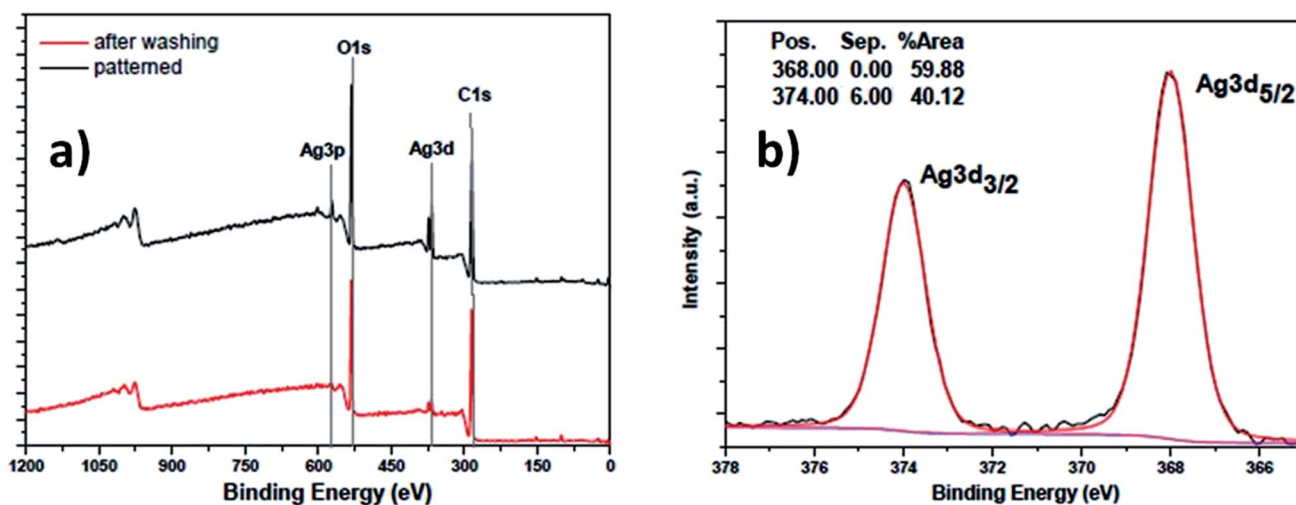 after washing
patterned
a)
O1s
C1s
Ag3p
Ag3d
1200 1050 900 750 600 450 300 150 0
Binding Energy (eV)
Pos. Sep. %Area
368.00 0.00 59.88
374.00 6.00 40.12
b)
Ag3d5/2
Ag3d3/2
Intensity (a.u.)
378 376 374 372 370 368 366
Binding Energy (eV)